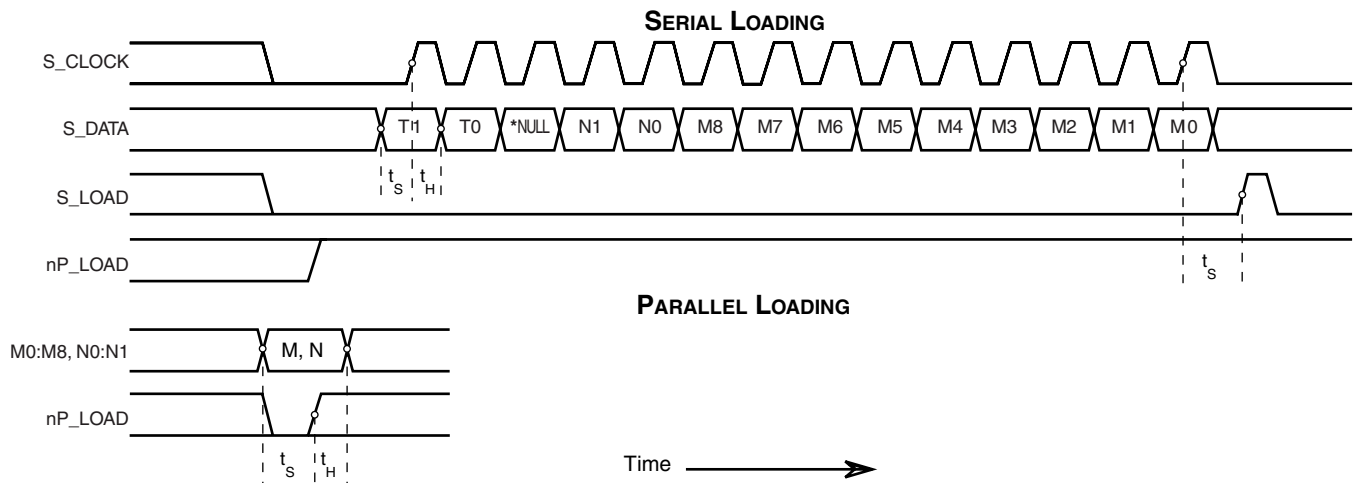 SERIAL LOADING
S_CLOCK
S_DATA
T1 T0 *NULL N1 N0 M8 M7 M6 M5 M4 M3 M2 M1 M0
tS tH
S_LOAD
nP_LOAD
tS
PARALLEL LOADING
M0:M8, N0:N1
M, N
nP_LOAD
tS tH
Time